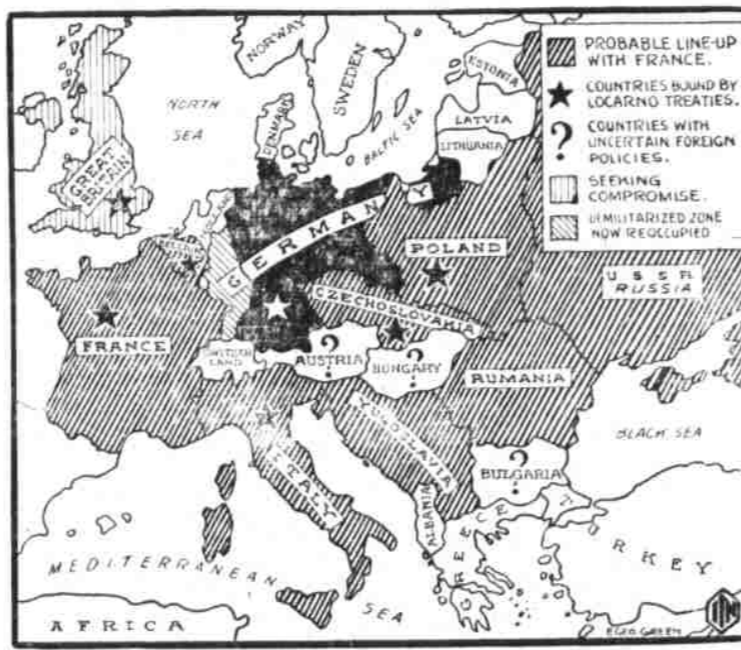 PROBABLE LINE-UP
WITH FRANCE.
COUNTRIES BOUND BY
LOCARNO TREATIES.
?
COUNTRIES WITH
UNCERTAIN FOREIGN
POLICIES.
SEEKING
COMPROMISE.
DEMILITARIZED ZONE
NOW REOCCUPIED
NORWAY
SWEDEN
ESTONIA
LATVIA
LITHUANIA
NORTH
SEA
DENMARK
BALTIC SEA
GREAT
BRITAIN
GERMANY
POLAND
U S S R.
RUSSIA
CZECHOSLOVAKIA
FRANCE
SWITZER
LAND
?
AUSTRIA
?
HUNGARY
RUMANIA
YUGOSLAVIA
ITALY
BLACK SEA
?
BULGARIA
ALBANIA
GREECE
TURKEY
MEDITERRANEAN
SEA
AFRICA